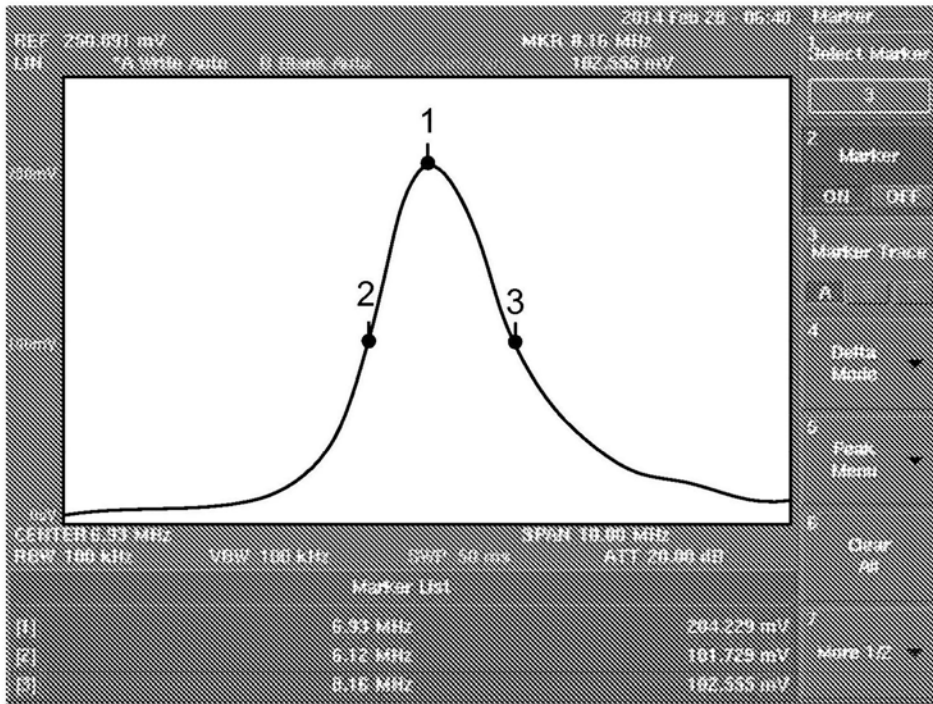 2014 Feb 26 - 06:40
Marker
REF 250.091 mV
MKR 8.16 MHz
LIN *A Write Auto B Blank Auto
102.555 mV
1
Select Marker
3
2
Marker
ON OFF
3
Marker Trace
A
4
Delta
Mode
5
Peak
Menu
6
Clear
All
7
More 1/2
1
2
3
0µV
CENTER 6.93 MHz
SPAN 10.00 MHz
RBW 100 kHz VBW 100 kHz SWP 50 ms ATT 20.00 dB
Marker List
[1] 6.93 MHz 204.229 mV
[2] 6.12 MHz 101.729 mV
[3] 8.16 MHz 102.555 mV